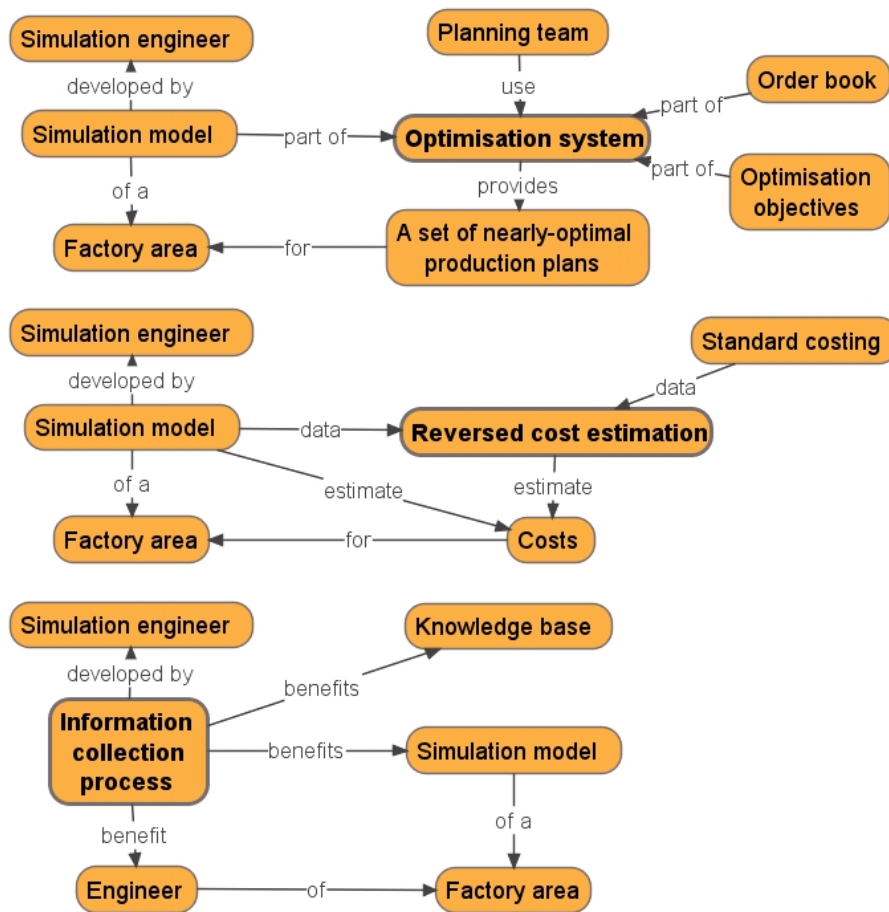 Simulation engineer
Planning team
developed by
use
Order book
part of
Simulation model
part of
Optimisation system
part of
of a
provides
Optimisation
objectives
Factory area
for
A set of nearly-optimal
production plans
Simulation engineer
Standard costing
developed by
data
Simulation model
data
Reversed cost estimation
of a
estimate
estimate
Factory area
for
Costs
Simulation engineer
Knowledge base
developed by
benefits
Information
collection
process
benefits
Simulation model
benefit
of a
Engineer
of
Factory area